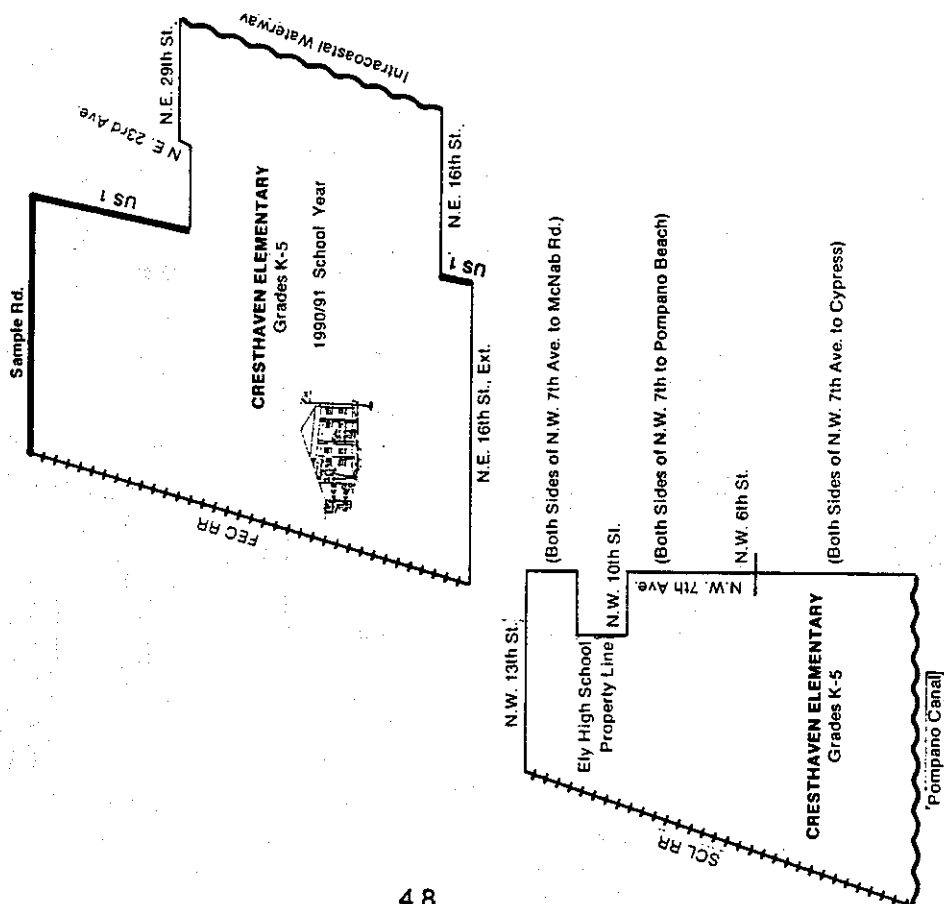 Sample Rd.
US 1
N.E. 23rd Ave.
N.E. 29th St.
Intracoastal Waterway
CRESTHAVEN ELEMENTARY
Grades K-5
1990/91 School Year
FEC RR
N.E. 16th St.
US 1
N.E. 16th St., Ext.
N.W. 13th St.
(Both Sides of N.W. 7th Ave. to McNab Rd.)
Ely High School
Property Line
N.W. 10th St.
(Both Sides of N.W. 7th to Pompano Beach)
N.W. 7th Ave.
N.W. 6th St.
(Both Sides of N.W. 7th Ave. to Cypress)
SCL RR
CRESTHAVEN ELEMENTARY
Grades K-5
Pompano Canal
48